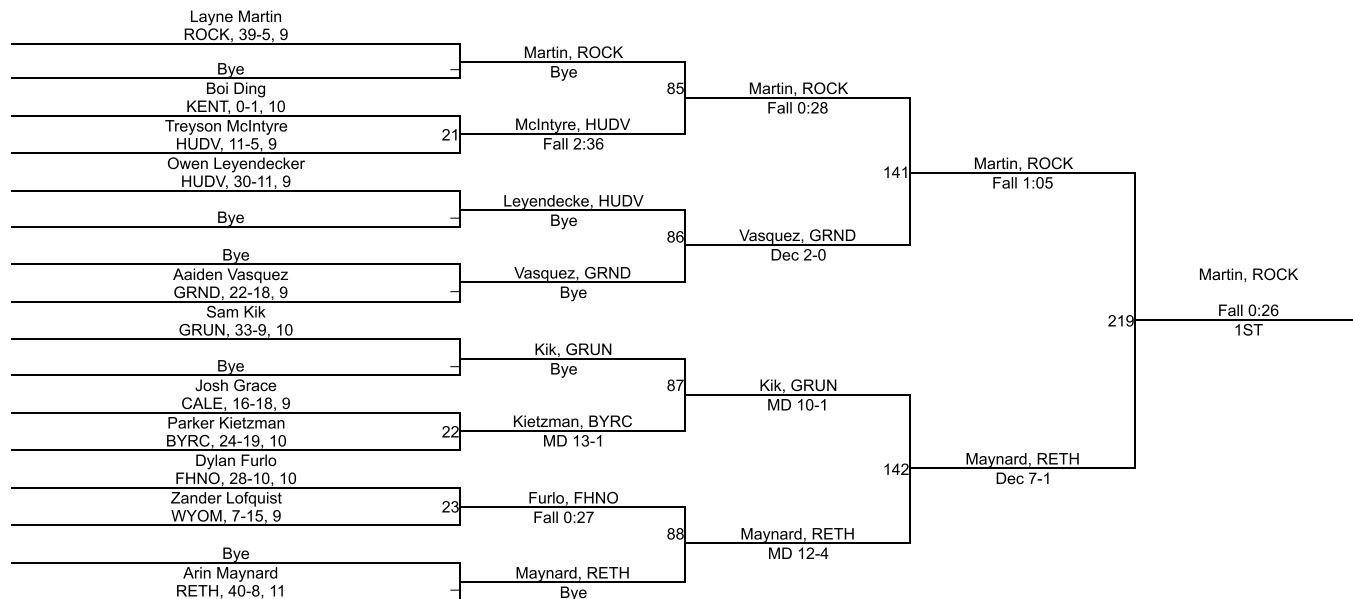 Layne Martin
ROCK, 39-5, 9
Bye
–
Boi Ding
KENT, 0-1, 10
Treyson McIntyre
HUDV, 11-5, 9
21
Owen Leyendecker
HUDV, 30-11, 9
Bye
–
Bye
Aaiden Vasquez
GRND, 22-18, 9
–
Sam Kik
GRUN, 33-9, 10
Bye
–
Josh Grace
CALE, 16-18, 9
Parker Kietzman
BYRC, 24-19, 10
22
Dylan Furlo
FHNO, 28-10, 10
Zander Lofquist
WYOM, 7-15, 9
23
Bye
Arin Maynard
RETH, 40-8, 11
–
Martin, ROCK
Bye
85
McIntyre, HUDV
Fall 2:36
Leyendecke, HUDV
Bye
86
Vasquez, GRND
Bye
Kik, GRUN
Bye
87
Kietzman, BYRC
MD 13-1
Furlo, FHNO
Fall 0:27
88
Maynard, RETH
Bye
Martin, ROCK
Fall 0:28
141
Vasquez, GRND
Dec 2-0
Kik, GRUN
MD 10-1
142
Maynard, RETH
MD 12-4
Martin, ROCK
Fall 1:05
219
Maynard, RETH
Dec 7-1
Martin, ROCK
Fall 0:26
1ST